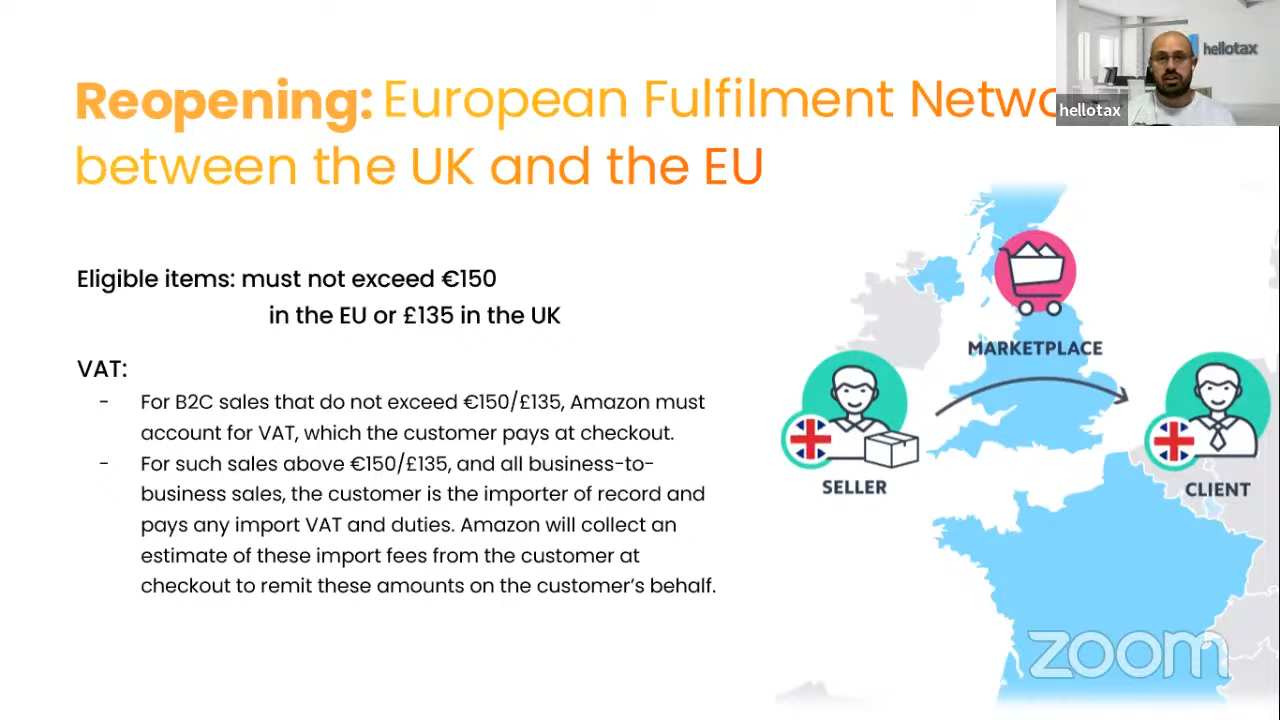 Reopening: European Fulfilment Netwo
between the UK and the EU
hellotax
hellotax
Eligible items: must not exceed €150
in the EU or £135 in the UK
VAT:
- For B2C sales that do not exceed €150/£135, Amazon must
account for VAT, which the customer pays at checkout.
- For such sales above €150/£135, and all business-to-
business sales, the customer is the importer of record and
pays any import VAT and duties. Amazon will collect an
estimate of these import fees from the customer at
checkout to remit these amounts on the customer's behalf.
MARKETPLACE
SELLER
CLIENT
zoom